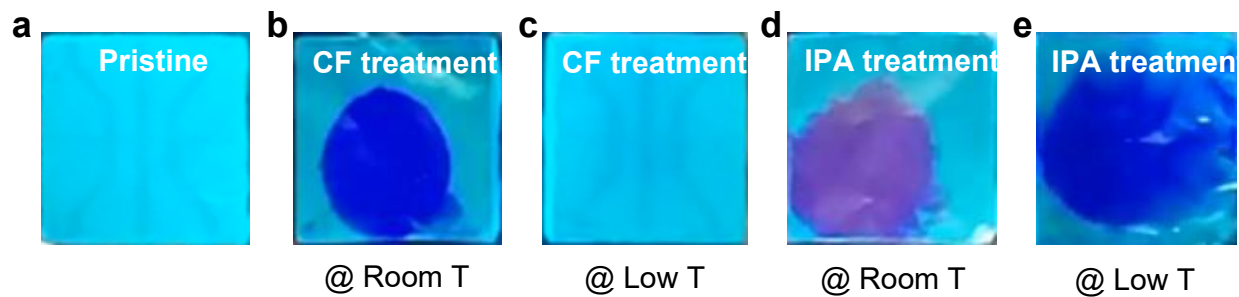 a
Pristine
b
CF treatment
@ Room T
c
CF treatment
@ Low T
d
IPA treatment
@ Room T
e
IPA treatmen
@ Low T